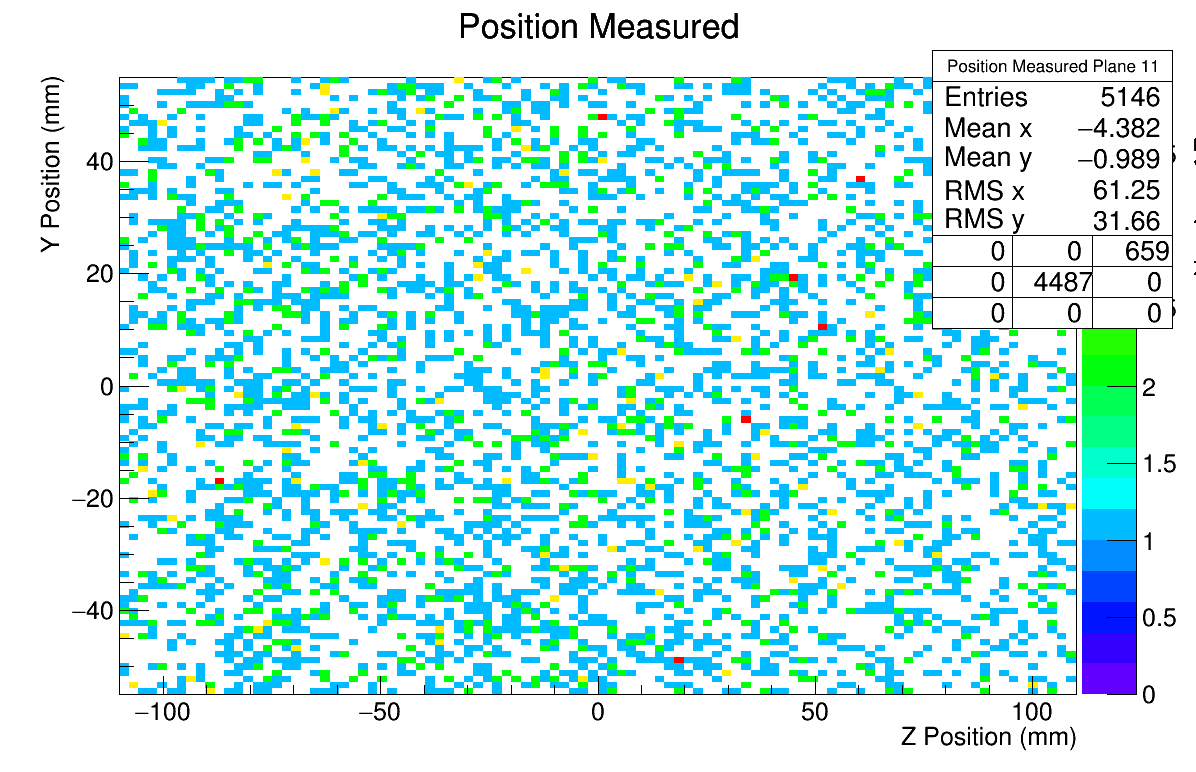 Position Measured
Position Measured Plane 11
Entries 5146
Mean x −4.382
Mean y −0.989
RMS x 61.25
RMS y 31.66
0 0 659
0 4487 0
0 0 0
Y Position (mm)
40
20
0
−20
−40
−100 −50 0 50 100
Z Position (mm)
2
1.5
1
0.5
0